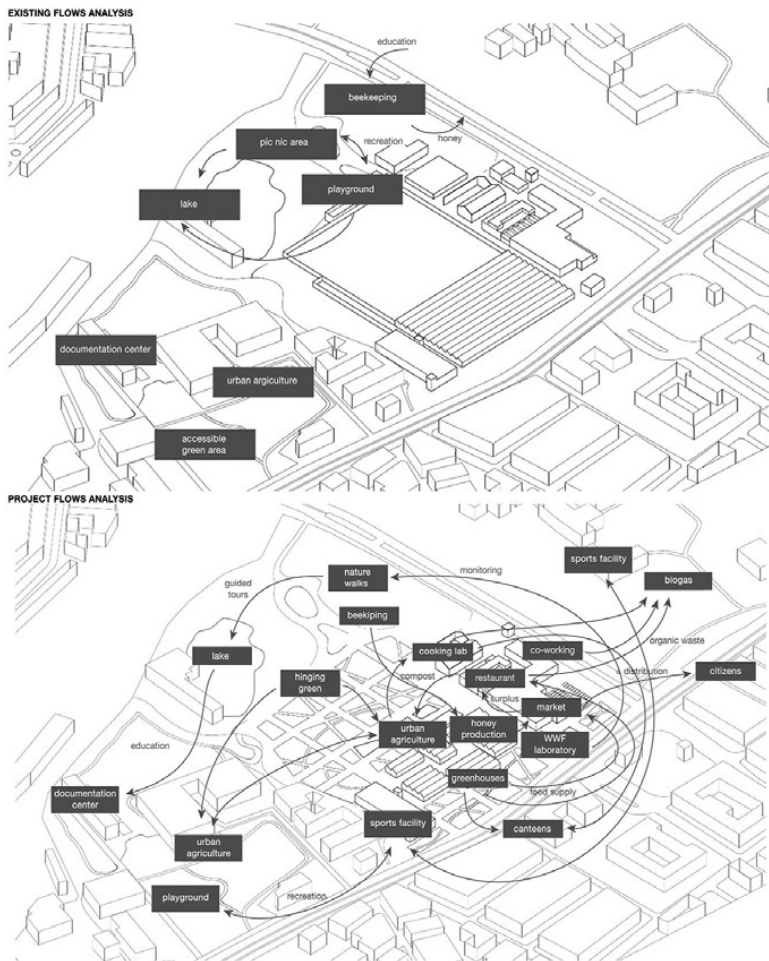 EXISTING FLOWS ANALYSIS
education
beekeeping
honey
pic nic area
recreation
playground
lake
documentation center
urban argiculture
accessible
green area
PROJECT FLOWS ANALYSIS
sports facility
monitoring
nature
walks
biogas
guided
tours
beekiping
organic waste
cooking lab
co-working
lake
compost
restaurant
distribution
citizens
hinging
green
surplus
market
urban
agriculture
honey
production
WWF
laboratory
education
greenhouses
food supply
documentation
center
sports facility
canteens
urban
agriculture
playground
recreation